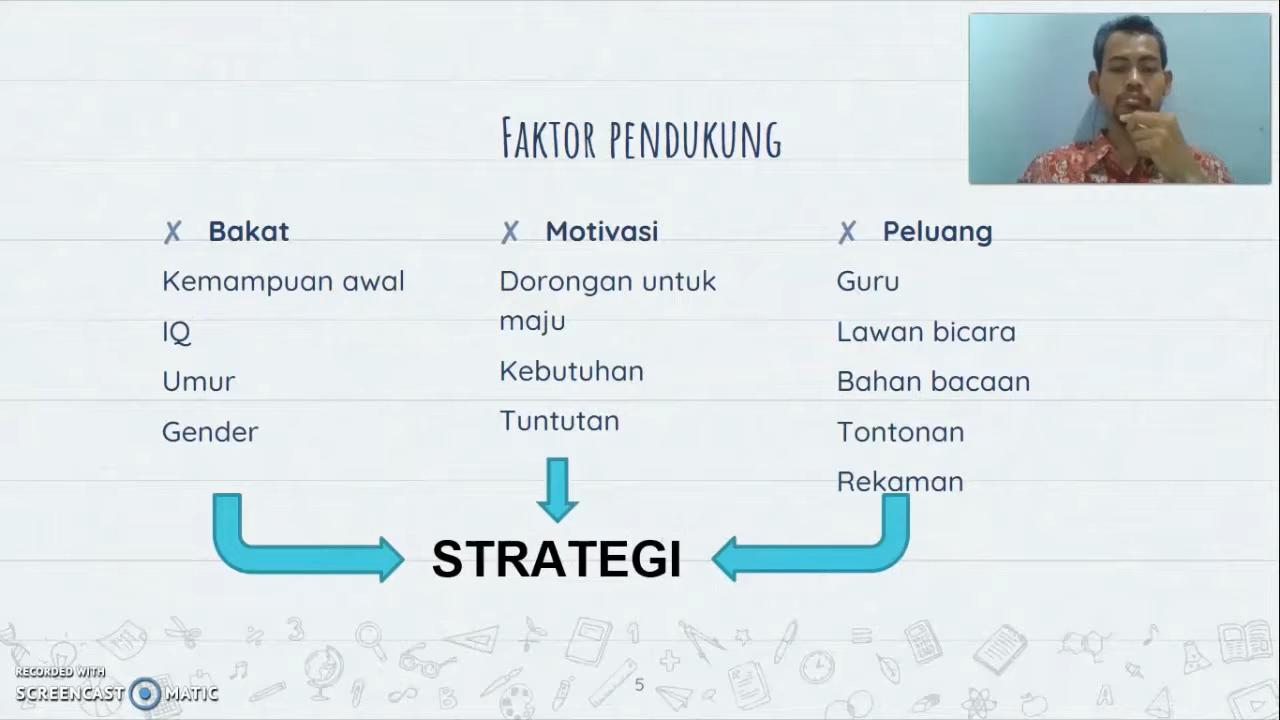 Faktor pendukung
✗ Bakat
Kemampuan awal
IQ
Umur
Gender
✗ Motivasi
Dorongan untuk
maju
Kebutuhan
Tuntutan
✗ Peluang
Guru
Lawan bicara
Bahan bacaan
Tontonan
Rekaman
STRATEGI
5
RECORDED WITH
SCREENCAST MATIC